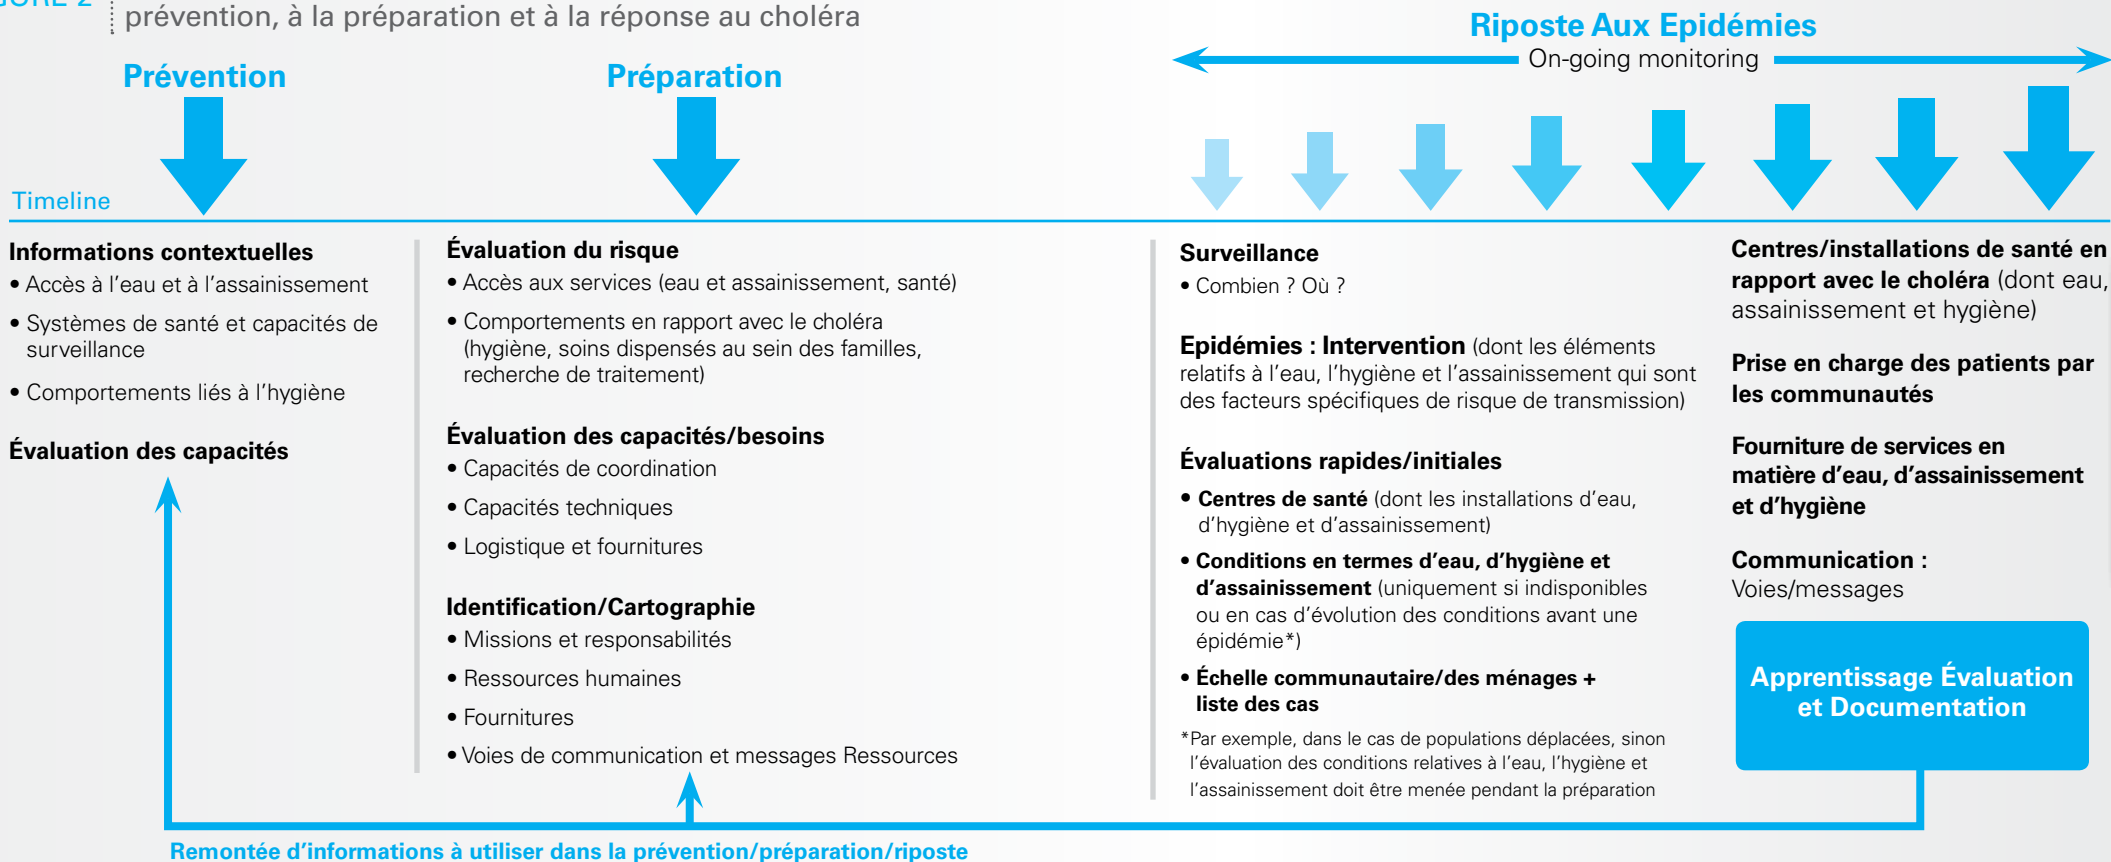 prévention, à la préparation et à la réponse au choléra
Riposte Aux Epidémies
On-going monitoring
Prévention
Préparation
Timeline
Informations contextuelles
• Accès à l’eau et à l’assainissement
• Systèmes de santé et capacités de
surveillance
• Comportements liés à l’hygiène
Évaluation des capacités
Évaluation du risque
• Accès aux services (eau et assainissement, santé)
• Comportements en rapport avec le choléra
(hygiène, soins dispensés au sein des familles,
recherche de traitement)
Évaluation des capacités/besoins
• Capacités de coordination
• Capacités techniques
• Logistique et fournitures
Identification/Cartographie
• Missions et responsabilités
• Ressources humaines
• Fournitures
• Voies de communication et messages Ressources
Surveillance
• Combien ? Où ?
Epidémies : Intervention (dont les éléments
relatifs à l’eau, l’hygiène et l’assainissement qui sont
des facteurs spécifiques de risque de transmission)
Évaluations rapides/initiales
• Centres de santé (dont les installations d’eau,
d’hygiène et d’assainissement)
• Conditions en termes d’eau, d’hygiène et
d’assainissement (uniquement si indisponibles
ou en cas d’évolution des conditions avant une
épidémie*)
• Échelle communautaire/des ménages +
liste des cas
*Par exemple, dans le cas de populations déplacées, sinon
l’évaluation des conditions relatives à l’eau, l’hygiène et
l’assainissement doit être menée pendant la préparation
Centres/installations de santé en
rapport avec le choléra (dont eau,
assainissement et hygiène)
Prise en charge des patients par
les communautés
Fourniture de services en
matière d’eau, d’assainissement
et d’hygiène
Communication :
Voies/messages
Apprentissage Évaluation
et Documentation
Remontée d’informations à utiliser dans la prévention/préparation/riposte